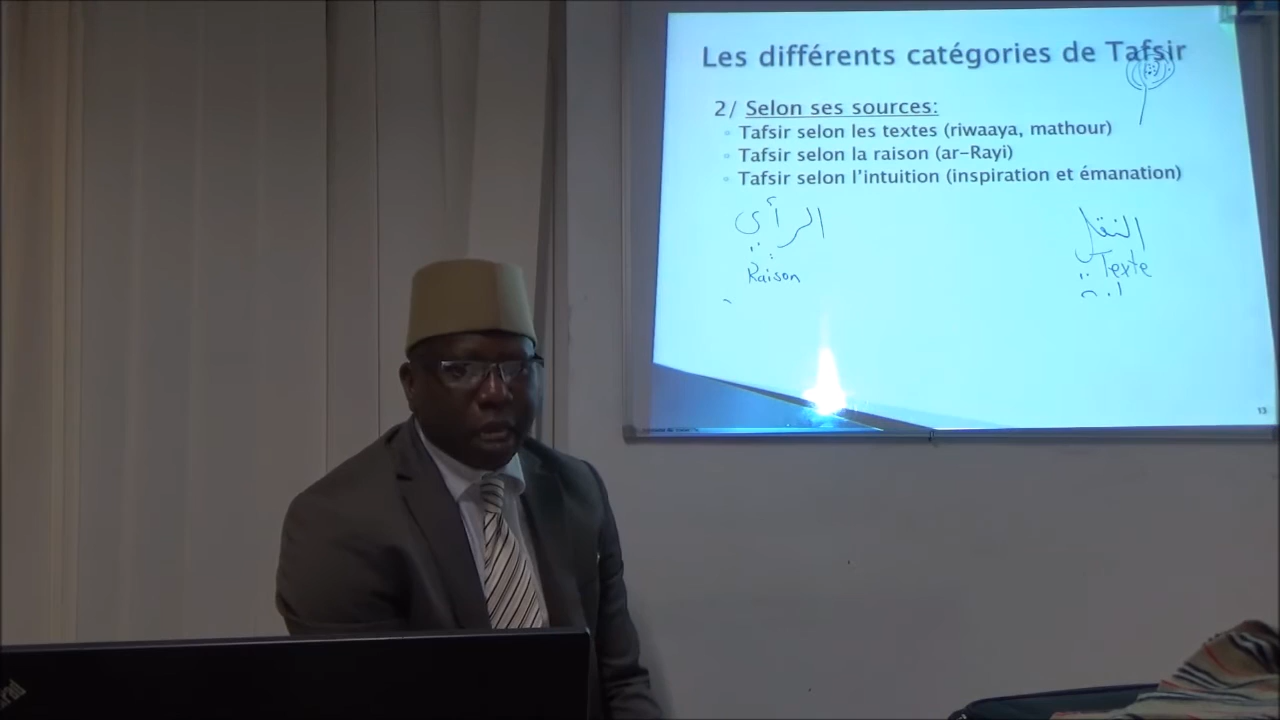 Les différents catégories de Tafsir
2/ Selon ses sources:
Tafsir selon les textes (riwaaya, mathour)
Tafsir selon la raison (ar-Rayi)
Tafsir selon l'intuition (inspiration et émanation)
الرأي
النقل
Raison
Texte
13